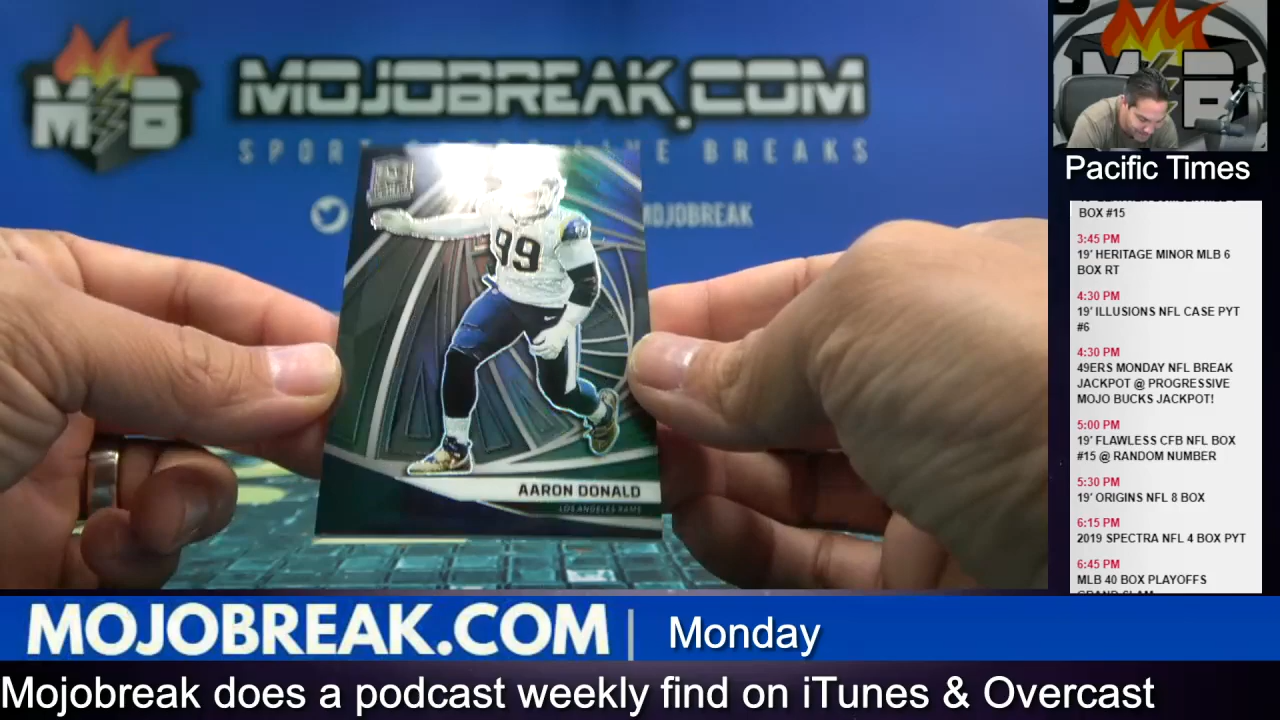 MOJOBREAK.COM
MOJOBREAK
99
AARON DONALD
LOS ANGELES RAMS
Pacific Times
BOX #15
3:45 PM
19' HERITAGE MINOR MLB 6
BOX RT
4:30 PM
19' ILLUSIONS NFL CASE PYT
#6
4:30 PM
49ERS MONDAY NFL BREAK
JACKPOT @ PROGRESSIVE
MOJO BUCKS JACKPOT!
5:00 PM
19' FLAWLESS CFB NFL BOX
#15 @ RANDOM NUMBER
5:30 PM
19' ORIGINS NFL 8 BOX
6:15 PM
2019 SPECTRA NFL 4 BOX PYT
6:45 PM
MLB 40 BOX PLAYOFFS
GRAND SLAM
MOJOBREAK.COM | Monday
Mojobreak does a podcast weekly find on iTunes & Overcast